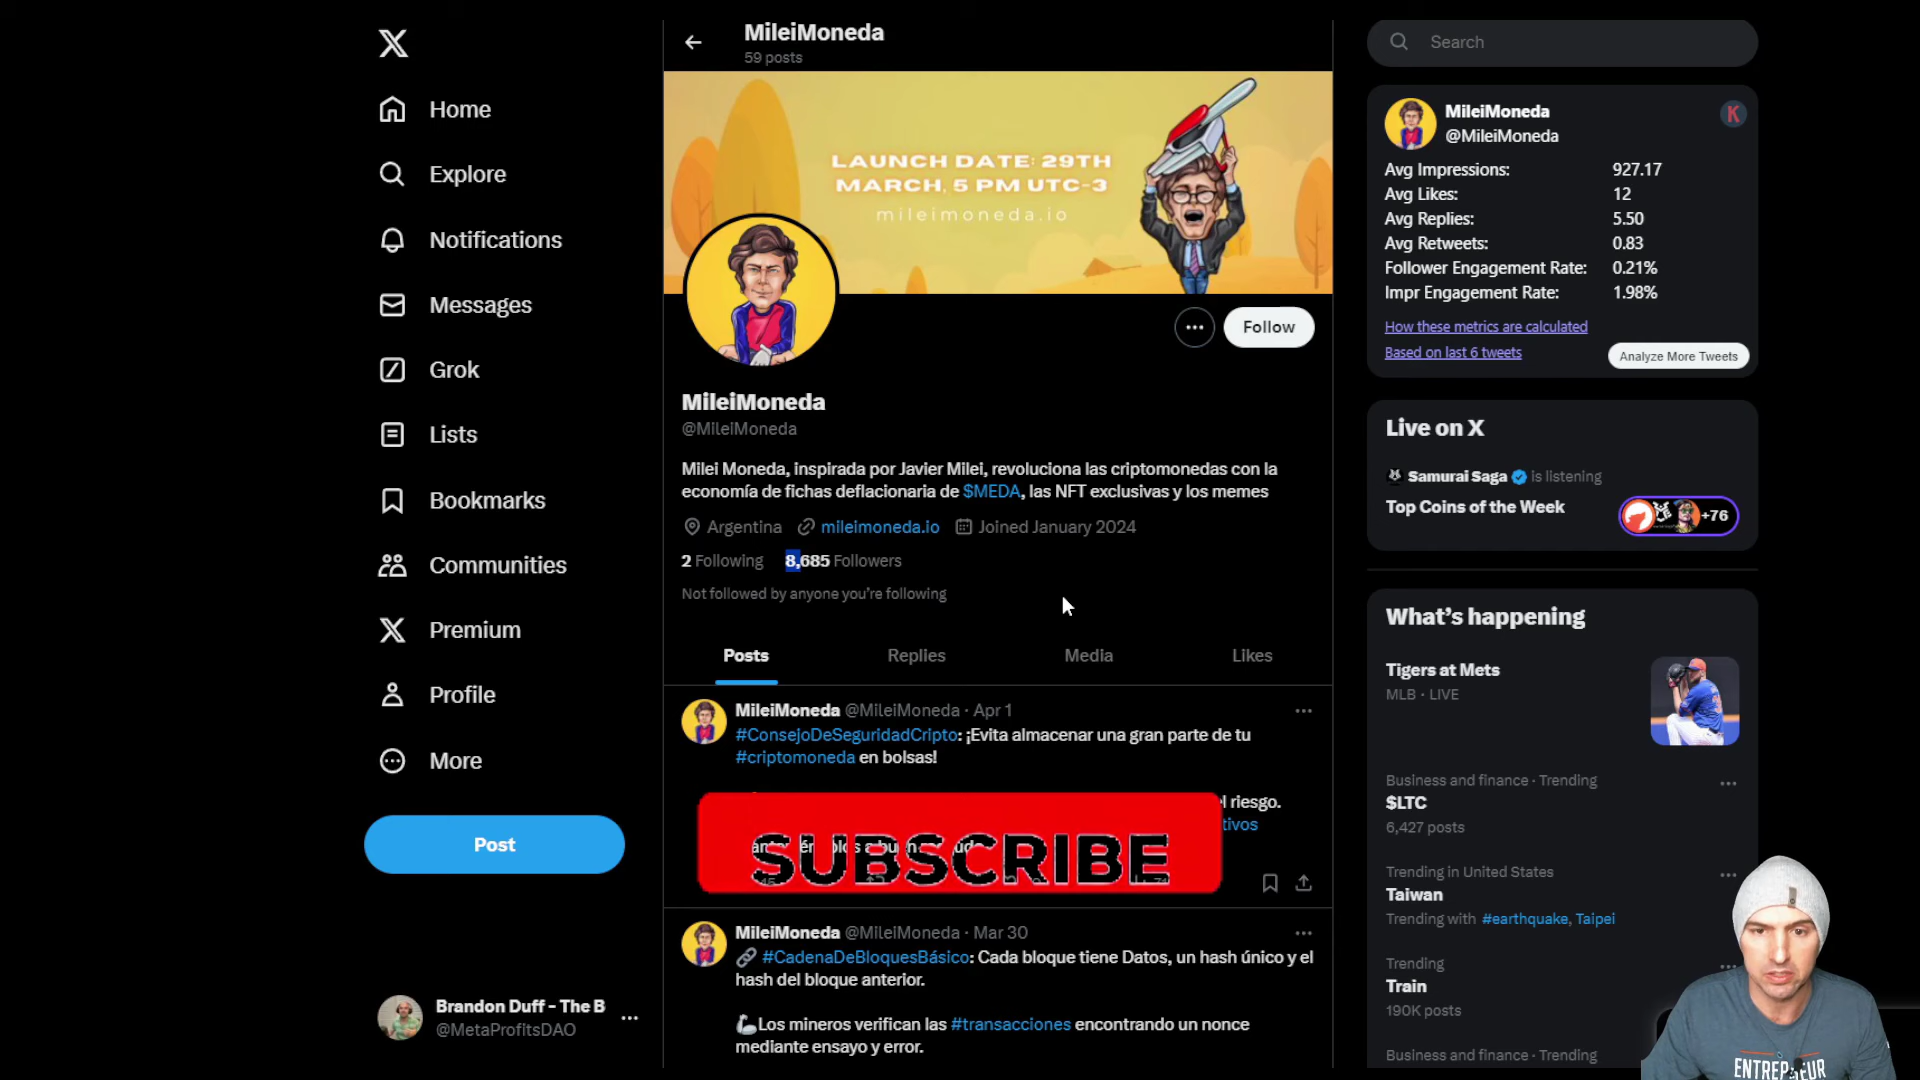 Home
Explore
Notifications
Messages
Grok
Lists
Bookmarks
Communities
Premium
Profile
More
Post
Brandon Duff - The B
@MetaProfitsDAO
MileiMoneda
59 posts
LAUNCH DATE: 29TH
MARCH, 5 PM UTC-3
mileimoneda.io
Follow
MileiMoneda
@MileiMoneda
Milei Moneda, inspirada por Javier Milei, revoluciona las criptomonedas con la
economía de fichas deflacionaria de $MEDA, las NFT exclusivas y los memes
Argentina mileimoneda.io Joined January 2024
2 Following 8,685 Followers
Not followed by anyone you're following
Posts Replies Media Likes
MileiMoneda @MileiMoneda · Apr 1
#ConsejoDeSeguridadCripto: ¡Evita almacenar una gran parte de tu
#criptomoneda en bolsas!
l riesgo.
tivos
SUBSCRIBE
MileiMoneda @MileiMoneda · Mar 30
#CadenaDeBloquesBásico: Cada bloque tiene Datos, un hash único y el
hash del bloque anterior.
Los mineros verifican las #transacciones encontrando un nonce
mediante ensayo y error.
Search
MileiMoneda
@MileiMoneda
K
Avg Impressions: 927.17
Avg Likes: 12
Avg Replies: 5.50
Avg Retweets: 0.83
Follower Engagement Rate: 0.21%
Impr Engagement Rate: 1.98%
How these metrics are calculated
Based on last 6 tweets
Analyze More Tweets
Live on X
Samurai Saga is listening
Top Coins of the Week
+76
What's happening
Tigers at Mets
MLB · LIVE
Business and finance · Trending
$LTC
6,427 posts
Trending in United States
Taiwan
Trending with #earthquake, Taipei
Trending
Train
190K posts
Business and finance · Trending